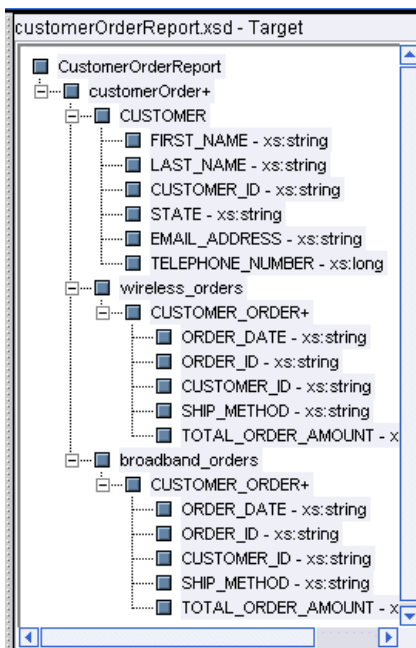 customerOrderReport.xsd - Target
CustomerOrderReport
customerOrder+
CUSTOMER
FIRST_NAME - xs:string
LAST_NAME - xs:string
CUSTOMER_ID - xs:string
STATE - xs:string
EMAIL_ADDRESS - xs:string
TELEPHONE_NUMBER - xs:long
wireless_orders
CUSTOMER_ORDER+
ORDER_DATE - xs:string
ORDER_ID - xs:string
CUSTOMER_ID - xs:string
SHIP_METHOD - xs:string
TOTAL_ORDER_AMOUNT - x
broadband_orders
CUSTOMER_ORDER+
ORDER_DATE - xs:string
ORDER_ID - xs:string
CUSTOMER_ID - xs:string
SHIP_METHOD - xs:string
TOTAL_ORDER_AMOUNT - x